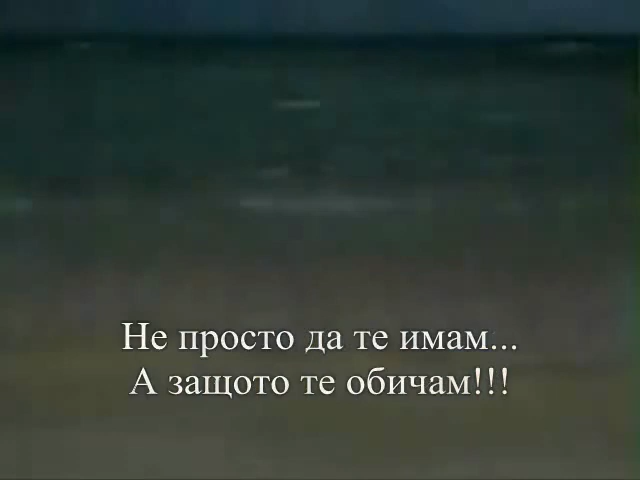 Не просто да те имам...
А защото те обичам!!!